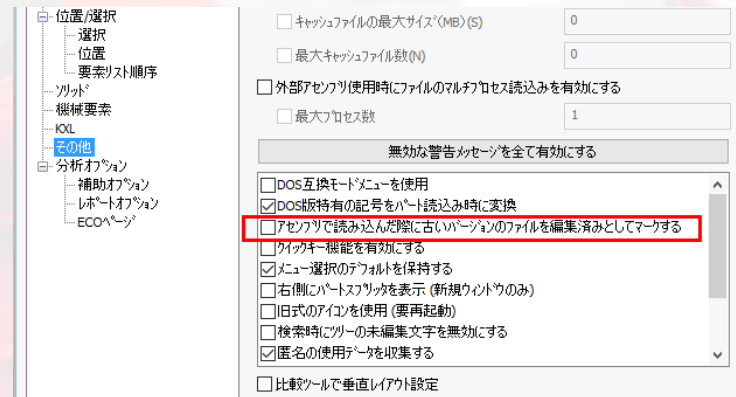 位置/選択
選択
位置
要素リスト順序
ソリッド
機械要素
KXL
その他
分析オプション
補助オプション
レポートオプション
ECOページ
キャッシュファイルの最大サイズ(MB)(S)
0
最大キャッシュファイル数(N)
0
外部アセンブリ使用時にファイルのマルチプロセス読込みを有効にする
最大プロセス数
1
無効な警告メッセージを全て有効にする
DOS互換モードメニューを使用
DOS版特有の記号をパート読込み時に変換
アセンブリで読み込んだ際に古いバージョンのファイルを編集済みとしてマークする
クイックキー機能を有効にする
メニュー選択のデフォルトを保持する
右側にパートスプリッタを表示 (新規ウィンドウのみ)
旧式のアイコンを使用 (要再起動)
検索時にツリーの未編集文字を無効にする
匿名の使用データを収集する
比較ツールで垂直レイアウト設定